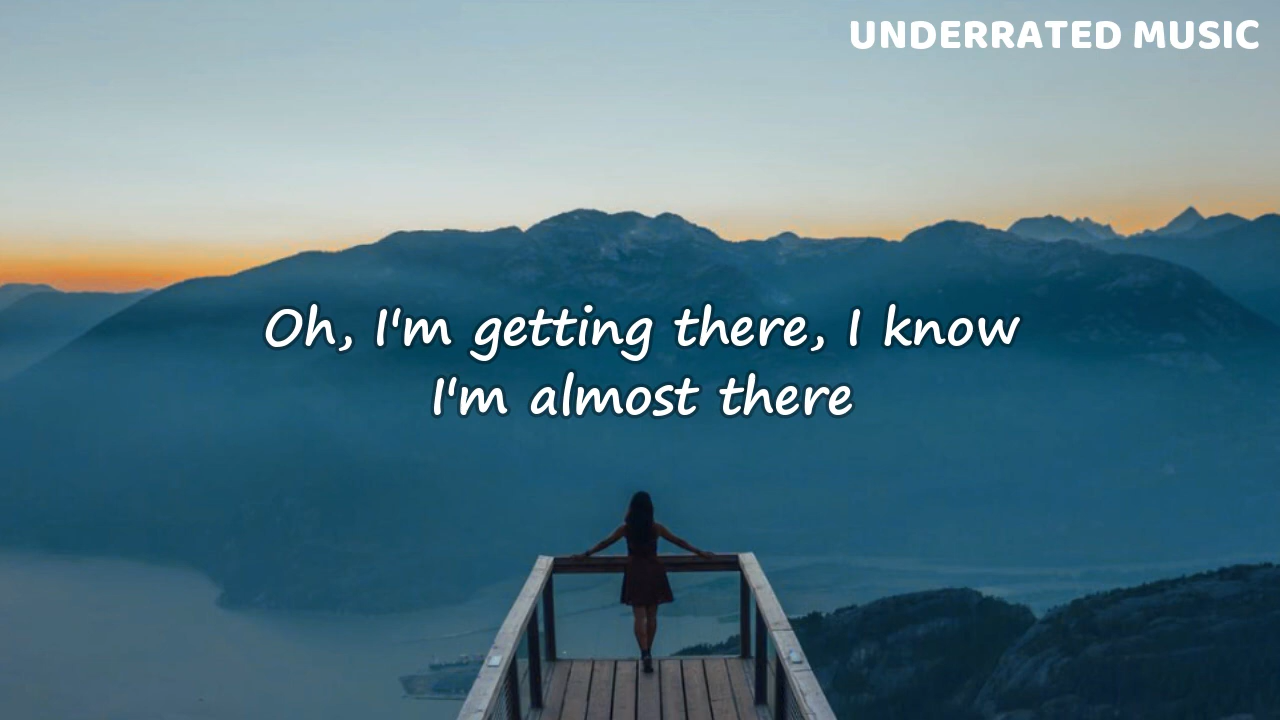 UNDERRATED MUSIC
Oh, I'm getting there, I know
I'm almost there